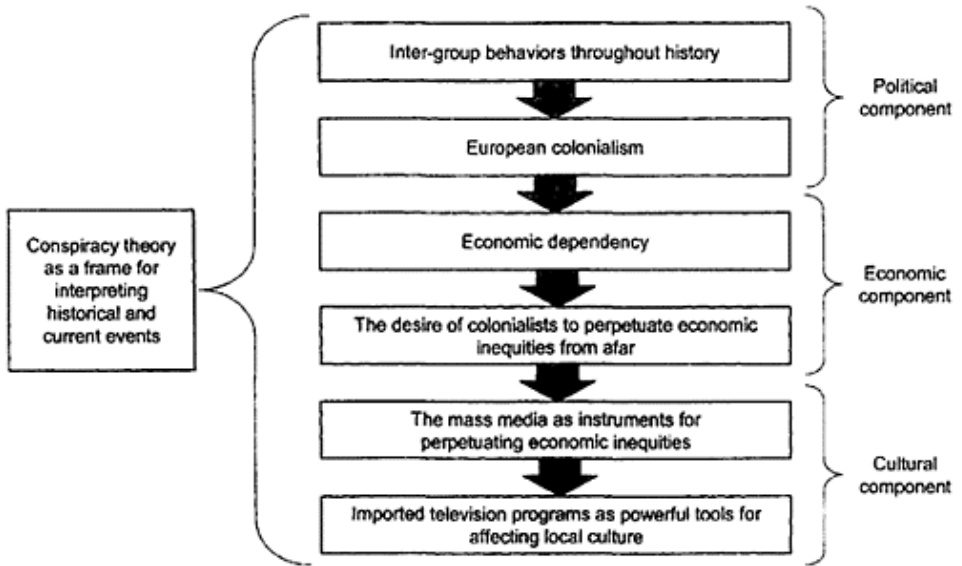 Inter-group behaviors throughout history
Political
component
European colonialism
Conspiracy theory
as a frame for
interpreting
historical and
current events
Economic dependency
Economic
component
The desire of colonialists to perpetuate economic
inequities from afar
The mass media as instruments for
perpetuating economic inequities
Cultural
component
Imported television programs as powerful tools for
affecting local culture